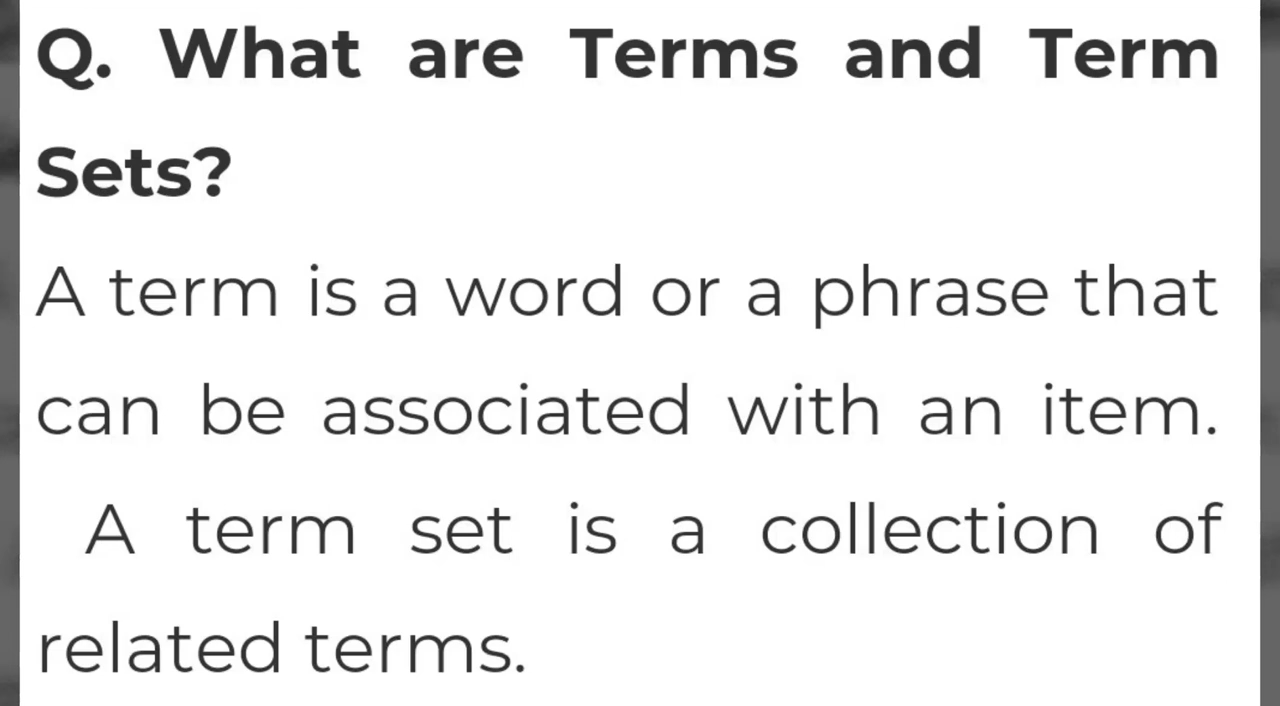 Q. What are Terms and Term
Sets?
A term is a word or a phrase that
can be associated with an item.
A term set is a collection of
related terms.